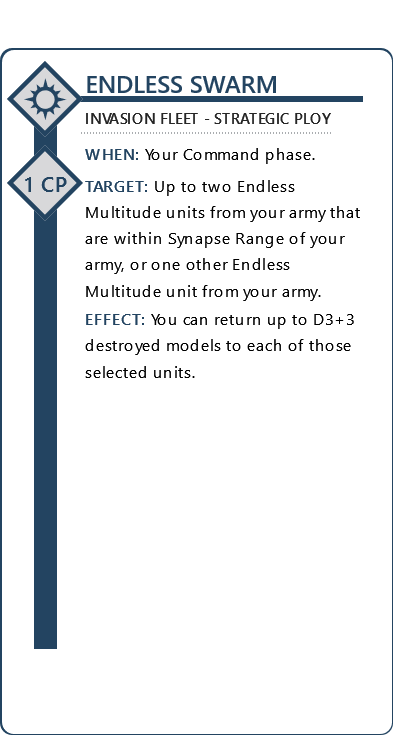 ENDLESS SWARM
INVASION FLEET - STRATEGIC PLOY
WHEN: Your Command phase.
1 CP
TARGET: Up to two Endless
Multitude units from your army that
are within Synapse Range of your
army, or one other Endless
Multitude unit from your army.
EFFECT: You can return up to D3+3
destroyed models to each of those
selected units.